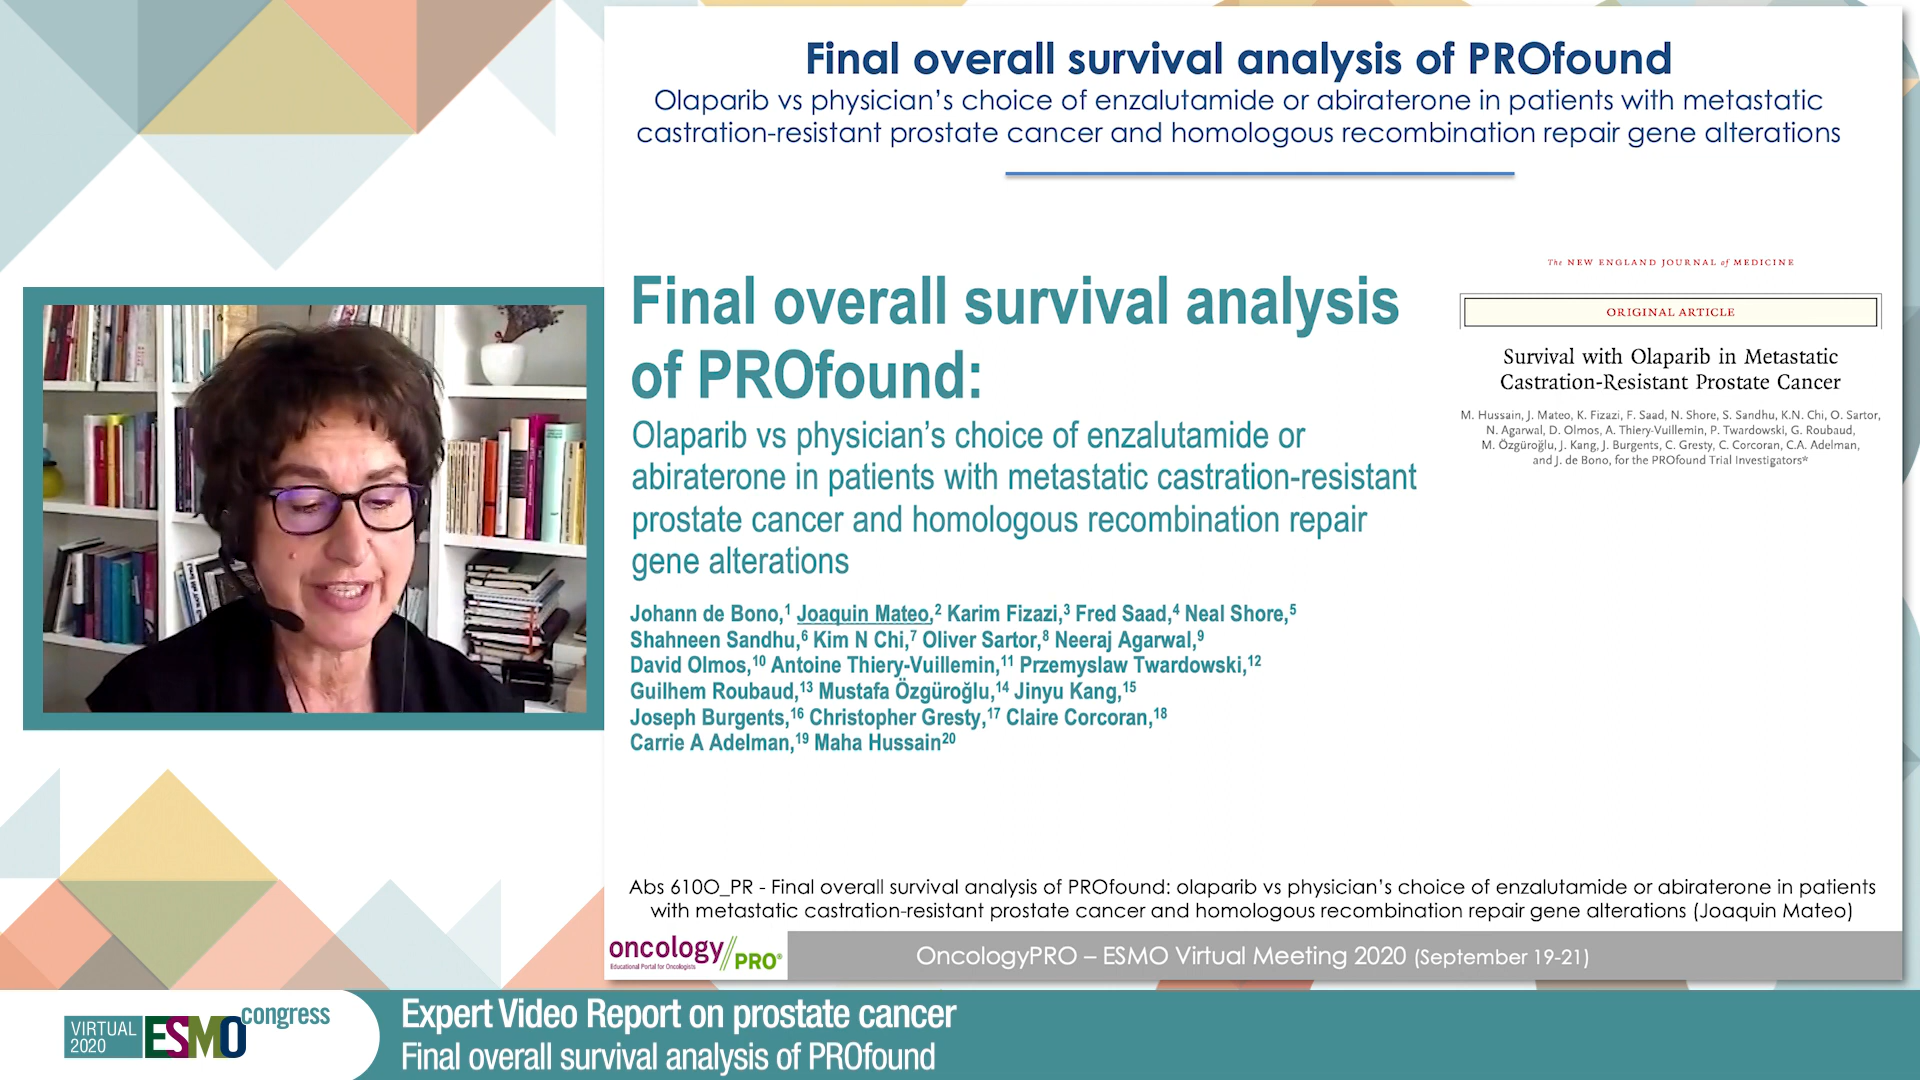 Final overall survival analysis of PROfound
Olaparib vs physician's choice of enzalutamide or abiraterone in patients with metastatic
castration-resistant prostate cancer and homologous recombination repair gene alterations
Final overall survival analysis
of PROfound:
Olaparib vs physician's choice of enzalutamide or
abiraterone in patients with metastatic castration-resistant
prostate cancer and homologous recombination repair
gene alterations
Johann de Bono,¹ Joaquin Mateo,² Karim Fizazi,³ Fred Saad,⁴ Neal Shore,⁵
Shahneen Sandhu,⁶ Kim N Chi,⁷ Oliver Sartor,⁸ Neeraj Agarwal,⁹
David Olmos,¹⁰ Antoine Thiery-Vuillemin,¹¹ Przemyslaw Twardowski,¹²
Guilhem Roubaud,¹³ Mustafa Özgüroğlu,¹⁴ Jinyu Kang,¹⁵
Joseph Burgents,¹⁶ Christopher Gresty,¹⁷ Claire Corcoran,¹⁸
Carrie A Adelman,¹⁹ Maha Hussain²⁰
The NEW ENGLAND JOURNAL of MEDICINE
ORIGINAL ARTICLE
Survival with Olaparib in Metastatic
Castration-Resistant Prostate Cancer
M. Hussain, J. Mateo, K. Fizazi, F. Saad, N. Shore, S. Sandhu, K.N. Chi, O. Sartor,
N. Agarwal, D. Olmos, A. Thiery-Vuillemin, P. Twardowski, G. Roubaud,
M. Özgüroğlu, J. Kang, J. Burgents, C. Gresty, C. Corcoran, C.A. Adelman,
and J. de Bono, for the PROfound Trial Investigators*
Abs 610O_PR - Final overall survival analysis of PROfound: olaparib vs physician's choice of enzalutamide or abiraterone in patients
with metastatic castration-resistant prostate cancer and homologous recombination repair gene alterations (Joaquin Mateo)
oncology//PRO®
Educational Portal for Oncologists
OncologyPRO – ESMO Virtual Meeting 2020 (September 19-21)
VIRTUAL
2020
ESMO congress
Expert Video Report on prostate cancer
Final overall survival analysis of PROfound